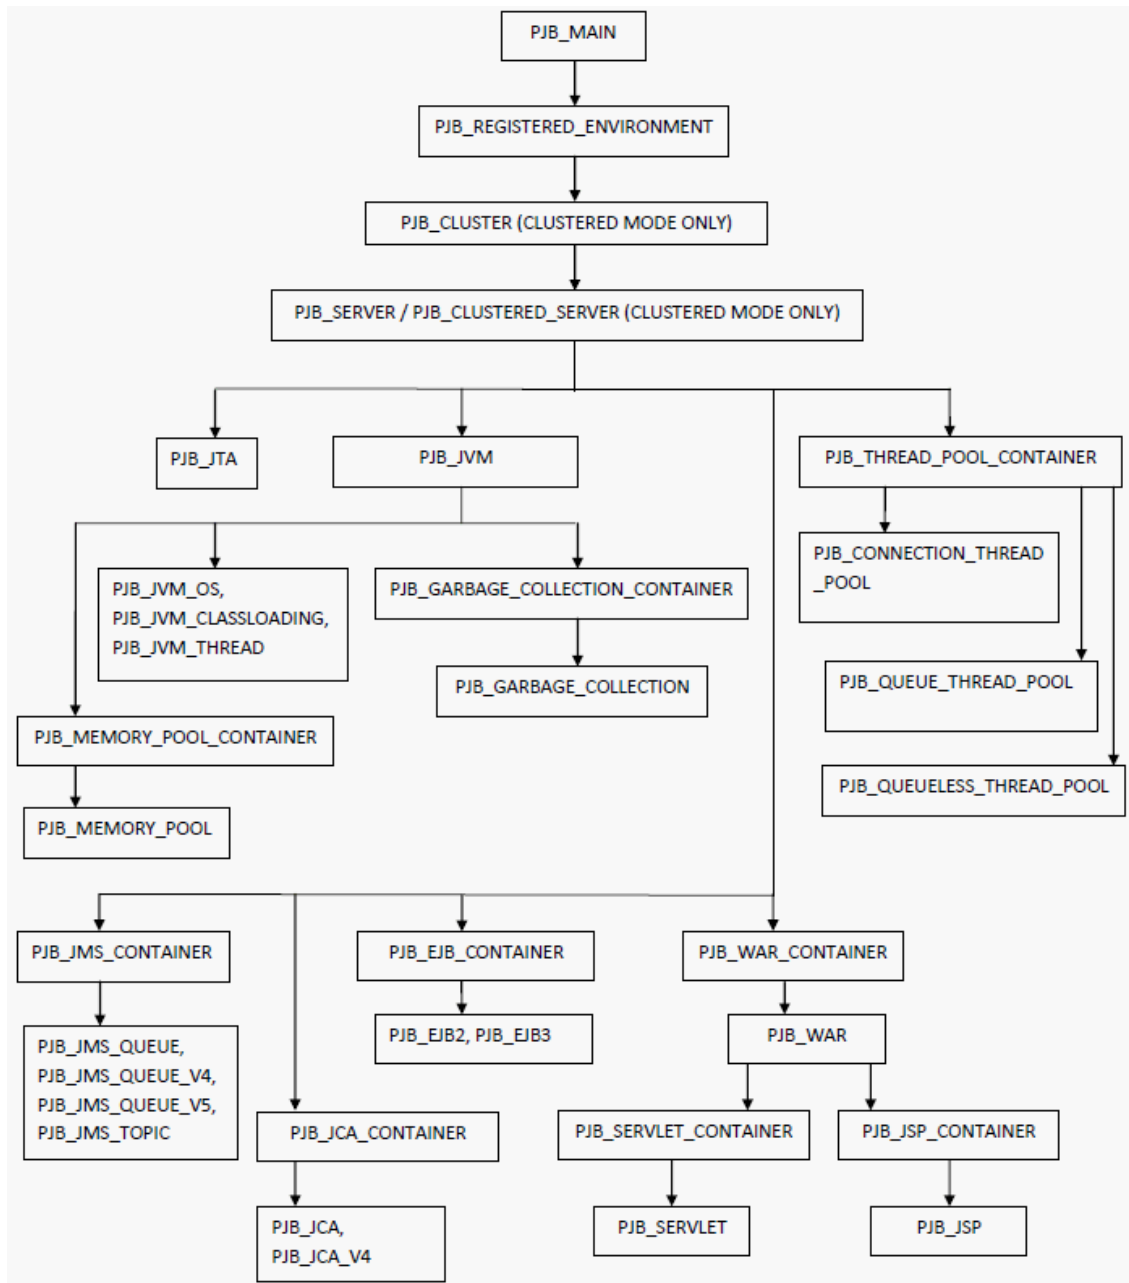 PJB_MAIN
PJB_REGISTERED_ENVIRONMENT
PJB_CLUSTER (CLUSTERED MODE ONLY)
PJB_SERVER / PJB_CLUSTERED_SERVER (CLUSTERED MODE ONLY)
PJB_JTA
PJB_JVM
PJB_THREAD_POOL_CONTAINER
PJB_CONNECTION_THREAD
_POOL
PJB_JVM_OS,
PJB_JVM_CLASSLOADING,
PJB_JVM_THREAD
PJB_GARBAGE_COLLECTION_CONTAINER
PJB_GARBAGE_COLLECTION
PJB_QUEUE_THREAD_POOL
PJB_MEMORY_POOL_CONTAINER
PJB_QUEUELESS_THREAD_POOL
PJB_MEMORY_POOL
PJB_JMS_CONTAINER
PJB_EJB_CONTAINER
PJB_WAR_CONTAINER
PJB_JMS_QUEUE,
PJB_JMS_QUEUE_V4,
PJB_JMS_QUEUE_V5,
PJB_JMS_TOPIC
PJB_EJB2, PJB_EJB3
PJB_WAR
PJB_JCA_CONTAINER
PJB_SERVLET_CONTAINER
PJB_JSP_CONTAINER
PJB_JCA,
PJB_JCA_V4
PJB_SERVLET
PJB_JSP